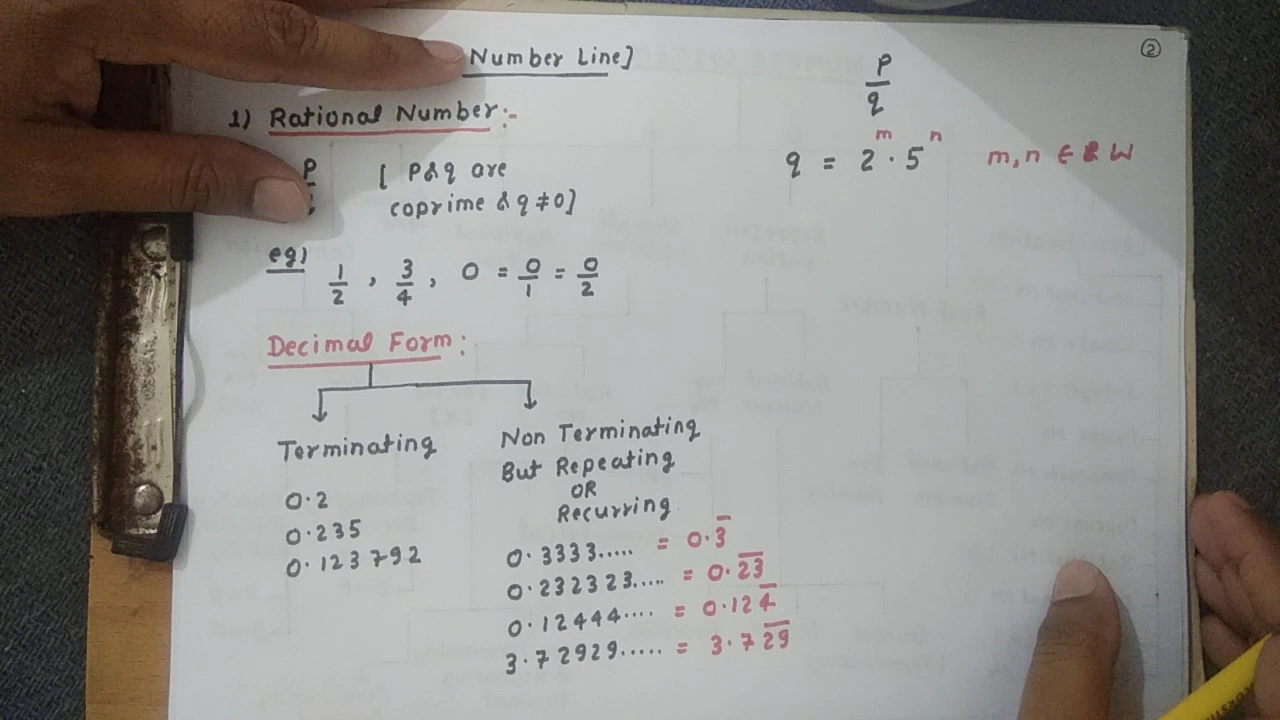 Number Line]
②
1) Rational Number:-
P
[ P & q are
coprime & q ≠ 0]
eg) 1/2 , 3/4 , 0 = 0/1 = 0/2
P/q
q = 2^m · 5^n m, n ∈ W
Decimal Form:
Terminating
0.2
0.235
0.123792
Non Terminating
But Repeating
OR
Recurring
0.3333..... = 0.3̅
0.232323..... = 0.2̅3̅
0.12444.... = 0.124̅
3.72929..... = 3.72̅9̅